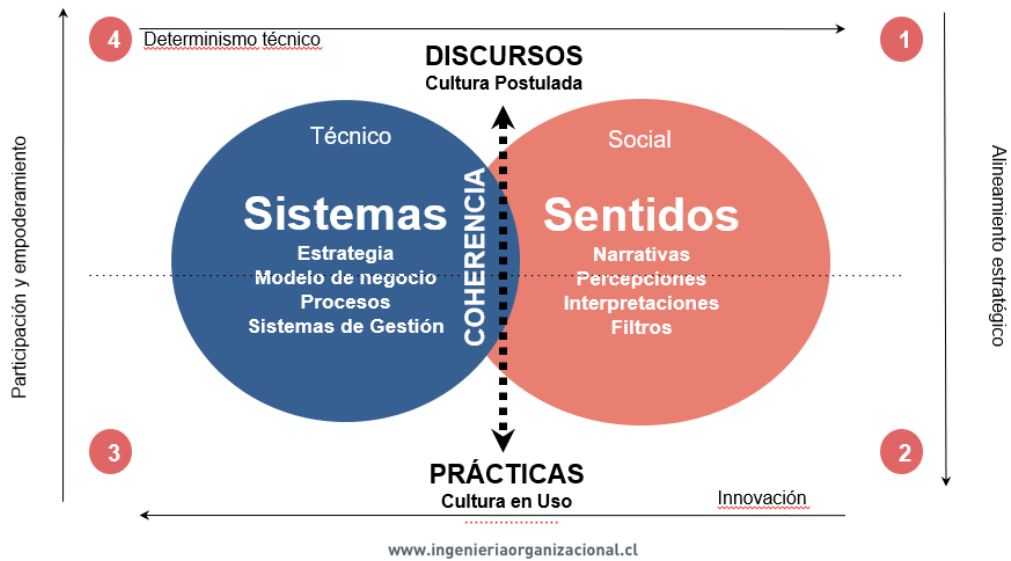 4
Determinismo técnico
1
DISCURSOS
Cultura Postulada
Técnico
Social
Sistemas
Estrategia
Modelo de negocio
Procesos
Sistemas de Gestión
COHERENCIA
Sentidos
Narrativas
Percepciones
Interpretaciones
Filtros
Participación y empoderamiento
Alineamiento estratégico
3
2
PRÁCTICAS
Cultura en Uso
Innovación
www.ingenieriaorganizacional.cl